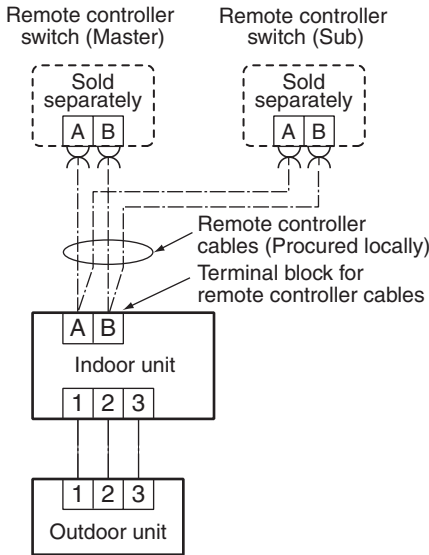 Remote controller
switch (Master)
Remote controller
switch (Sub)
Sold
separately
A B
Sold
separately
A B
Remote controller
cables (Procured locally)
Terminal block for
remote controller cables
A B
Indoor unit
1 2 3
1 2 3
Outdoor unit